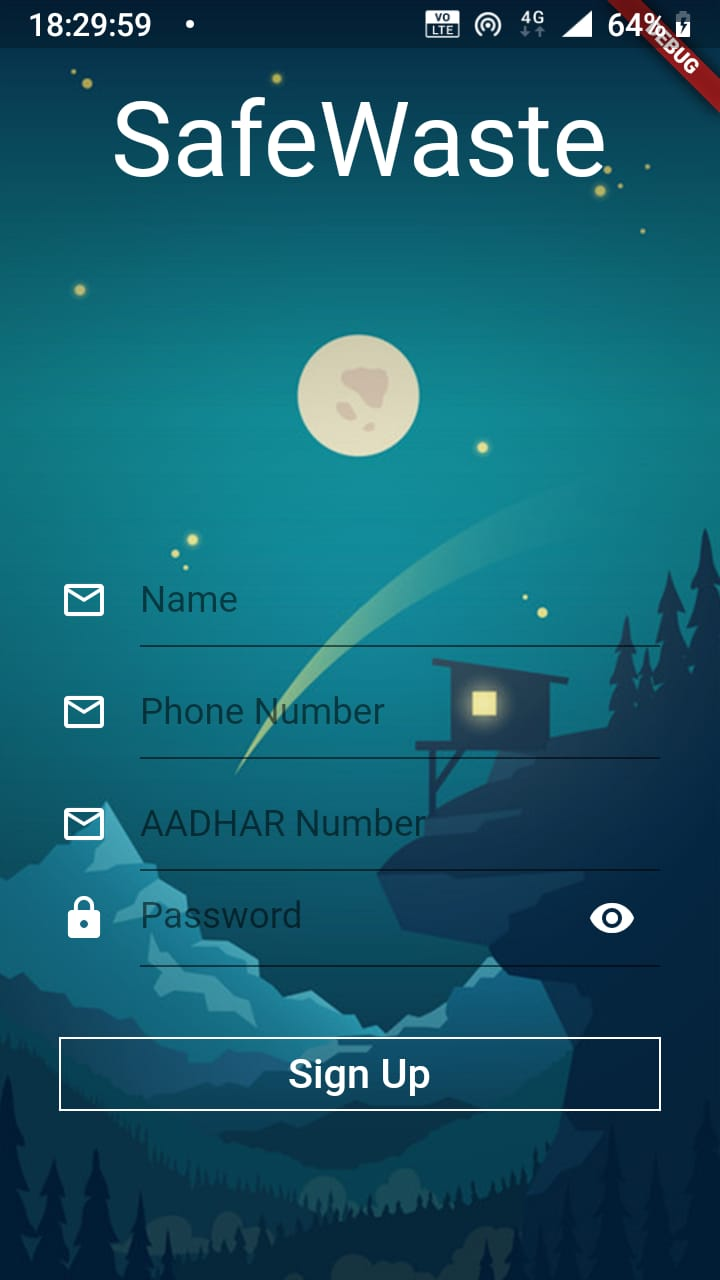 18:29:59
VO
LTE
4G
64%
DEBUG
SafeWaste
Name
Phone Number
AADHAR Number
Password
Sign Up